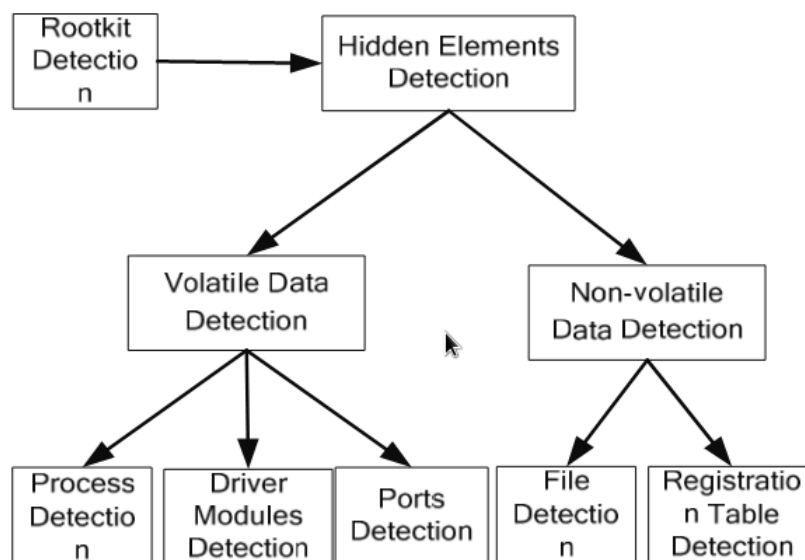 Rootkit
Detectio
n
Hidden Elements
Detection
Volatile Data
Detection
Non-volatile
Data Detection
Process
Detectio
n
Driver
Modules
Detection
Ports
Detection
File
Detectio
n
Registratio
n Table
Detection